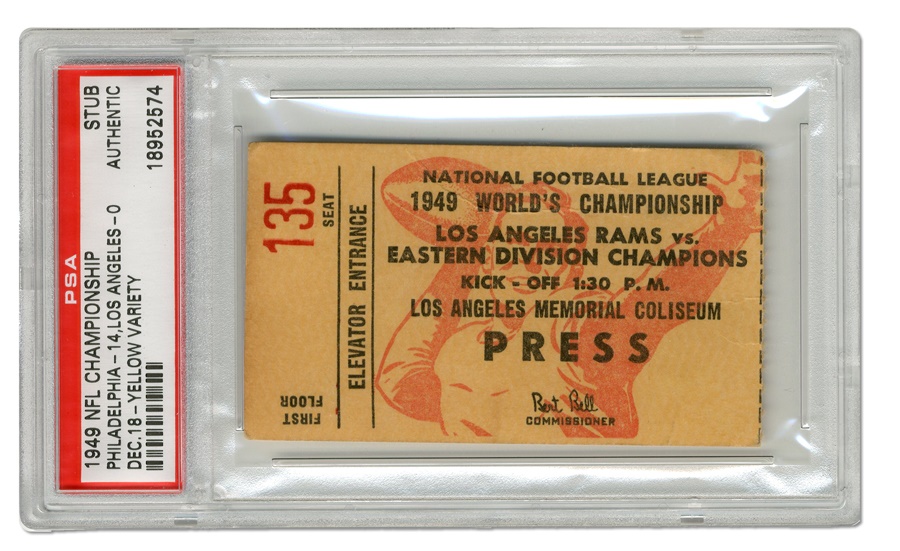 PSA
1949 NFL CHAMPIONSHIP STUB
PHILADELPHIA-14,LOS ANGELES-0 AUTHENTIC
DEC.18-YELLOW VARIETY 18952574
135
SEAT
FIRST
FLOOR
ELEVATOR ENTRANCE
NATIONAL FOOTBALL LEAGUE
1949 WORLD'S CHAMPIONSHIP
LOS ANGELES RAMS vs.
EASTERN DIVISION CHAMPIONS
KICK - OFF 1:30 P. M.
LOS ANGELES MEMORIAL COLISEUM
PRESS
Bert Bell
COMMISSIONER